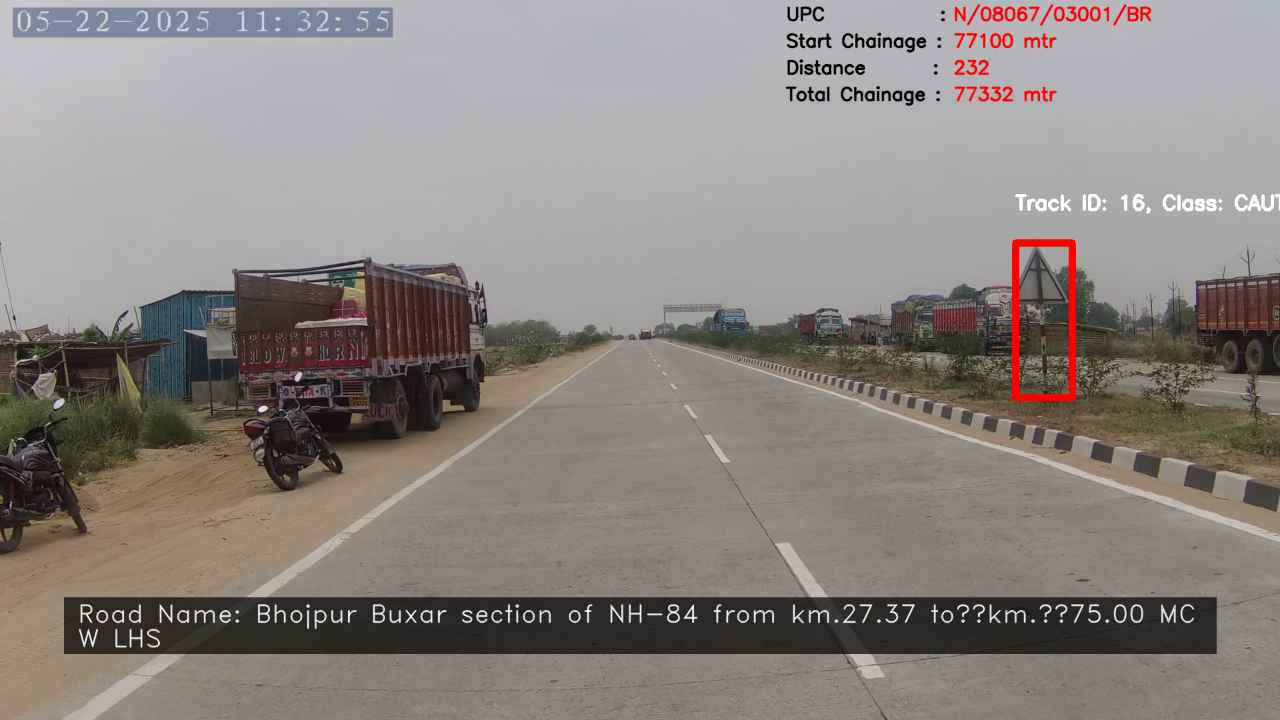 05-22-2025 11:32:55
UPC : N/08067/03001/BR
Start Chainage : 77100 mtr
Distance : 232
Total Chainage : 77332 mtr
Track ID: 16, Class: CAUT
Road Name: Bhojpur Buxar section of NH-84 from km.27.37 to??km.??75.00 MC
W LHS